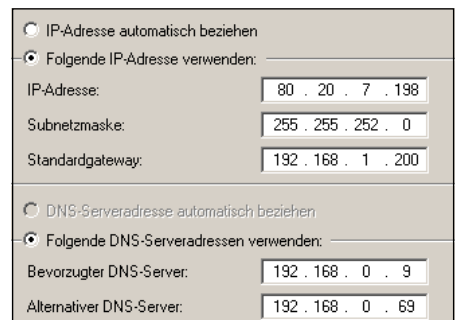 IP-Adresse automatisch beziehen
Folgende IP-Adresse verwenden:
IP-Adresse: 80 . 20 . 7 . 198
Subnetzmaske: 255 . 255 . 252 . 0
Standardgateway: 192 . 168 . 1 . 200
DNS-Serveradresse automatisch beziehen
Folgende DNS-Serveradressen verwenden:
Bevorzugter DNS-Server: 192 . 168 . 0 . 9
Alternativer DNS-Server: 192 . 168 . 0 . 69